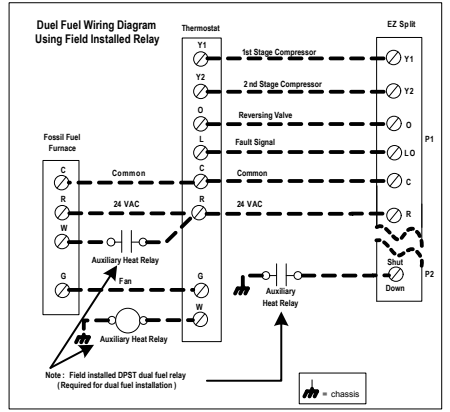 Duel Fuel Wiring Diagram
Using Field Installed Relay
Thermostat
EZ Split
Y1
1st Stage Compressor
Y1
Y2
2 nd Stage Compressor
Y2
O
Reversing Valve
O
P1
L
Fault Signal
LO
Fossil Fuel
Furnace
C
Common
C
Common
C
R
24 VAC
R
24 VAC
R
W
Auxiliary Heat Relay
Shut
Down
P2
G
Fan
G
Auxiliary
Heat Relay
W
Auxiliary Heat Relay
Note : Field installed DPST dual fuel relay
(Required for dual fuel installation )
= chassis